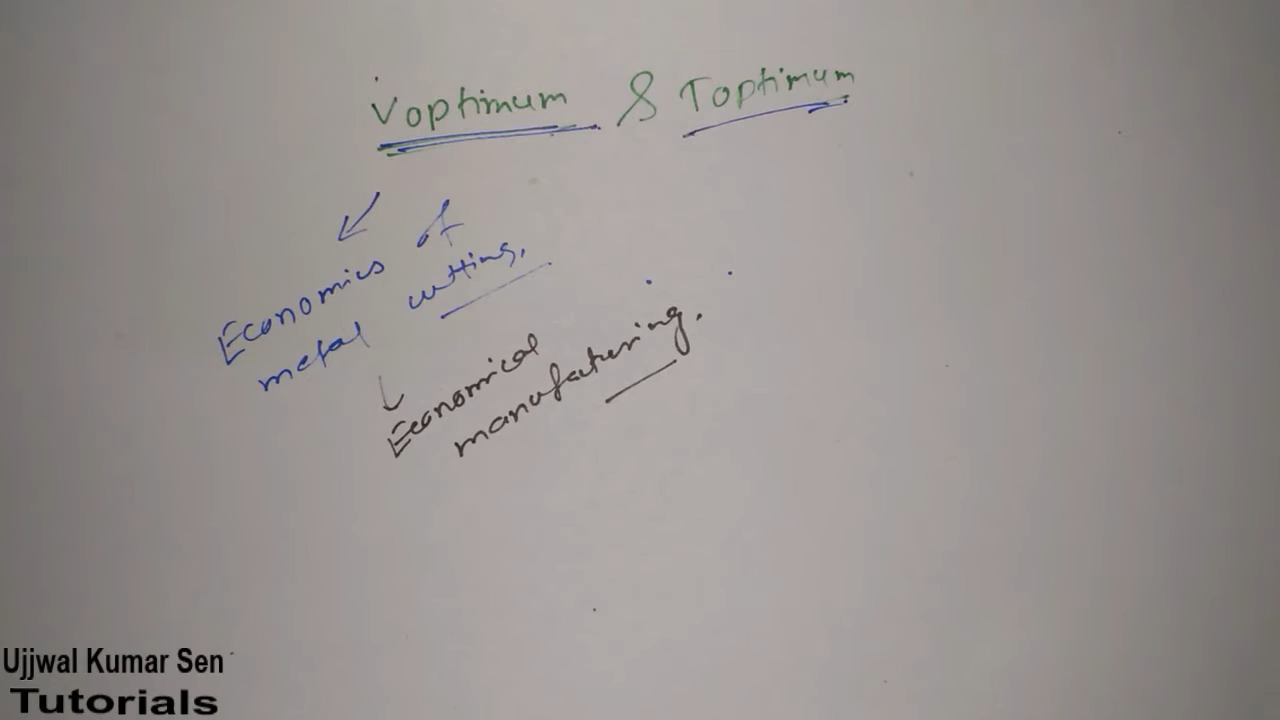 Voptimum & Toptimum
Economics of
metal cutting.
Economical
manufacturing.
Ujjwal Kumar Sen
Tutorials